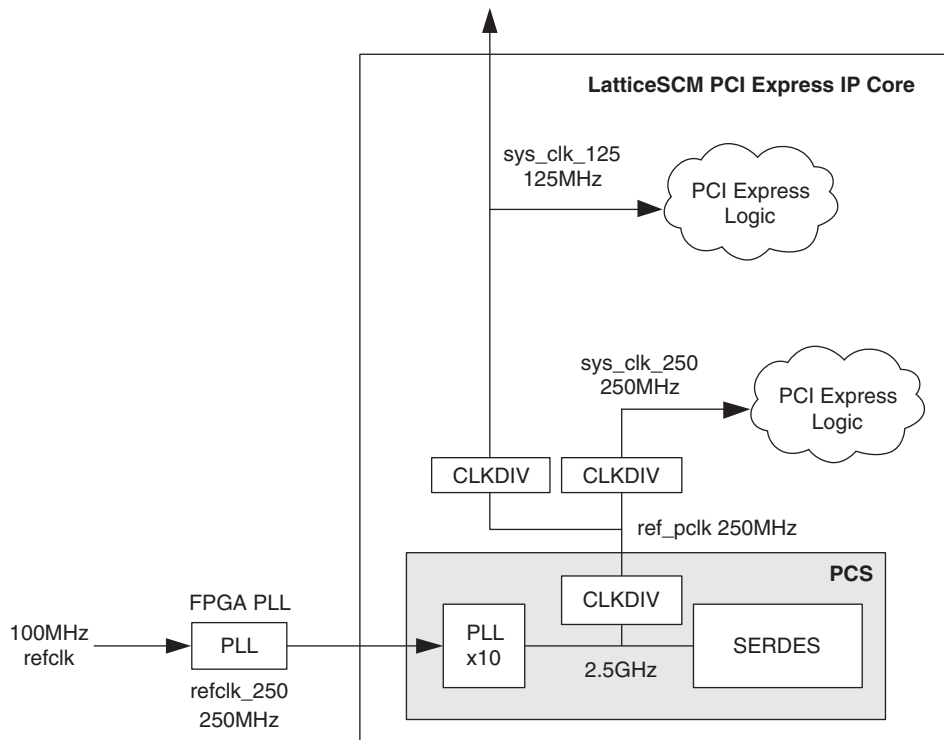 LatticeSCM PCI Express IP Core
sys_clk_125
125MHz
PCI Express
Logic
sys_clk_250
250MHz
PCI Express
Logic
CLKDIV
CLKDIV
ref_pclk 250MHz
PCS
CLKDIV
FPGA PLL
100MHz
refclk
PLL
PLL
x10
SERDES
2.5GHz
refclk_250
250MHz